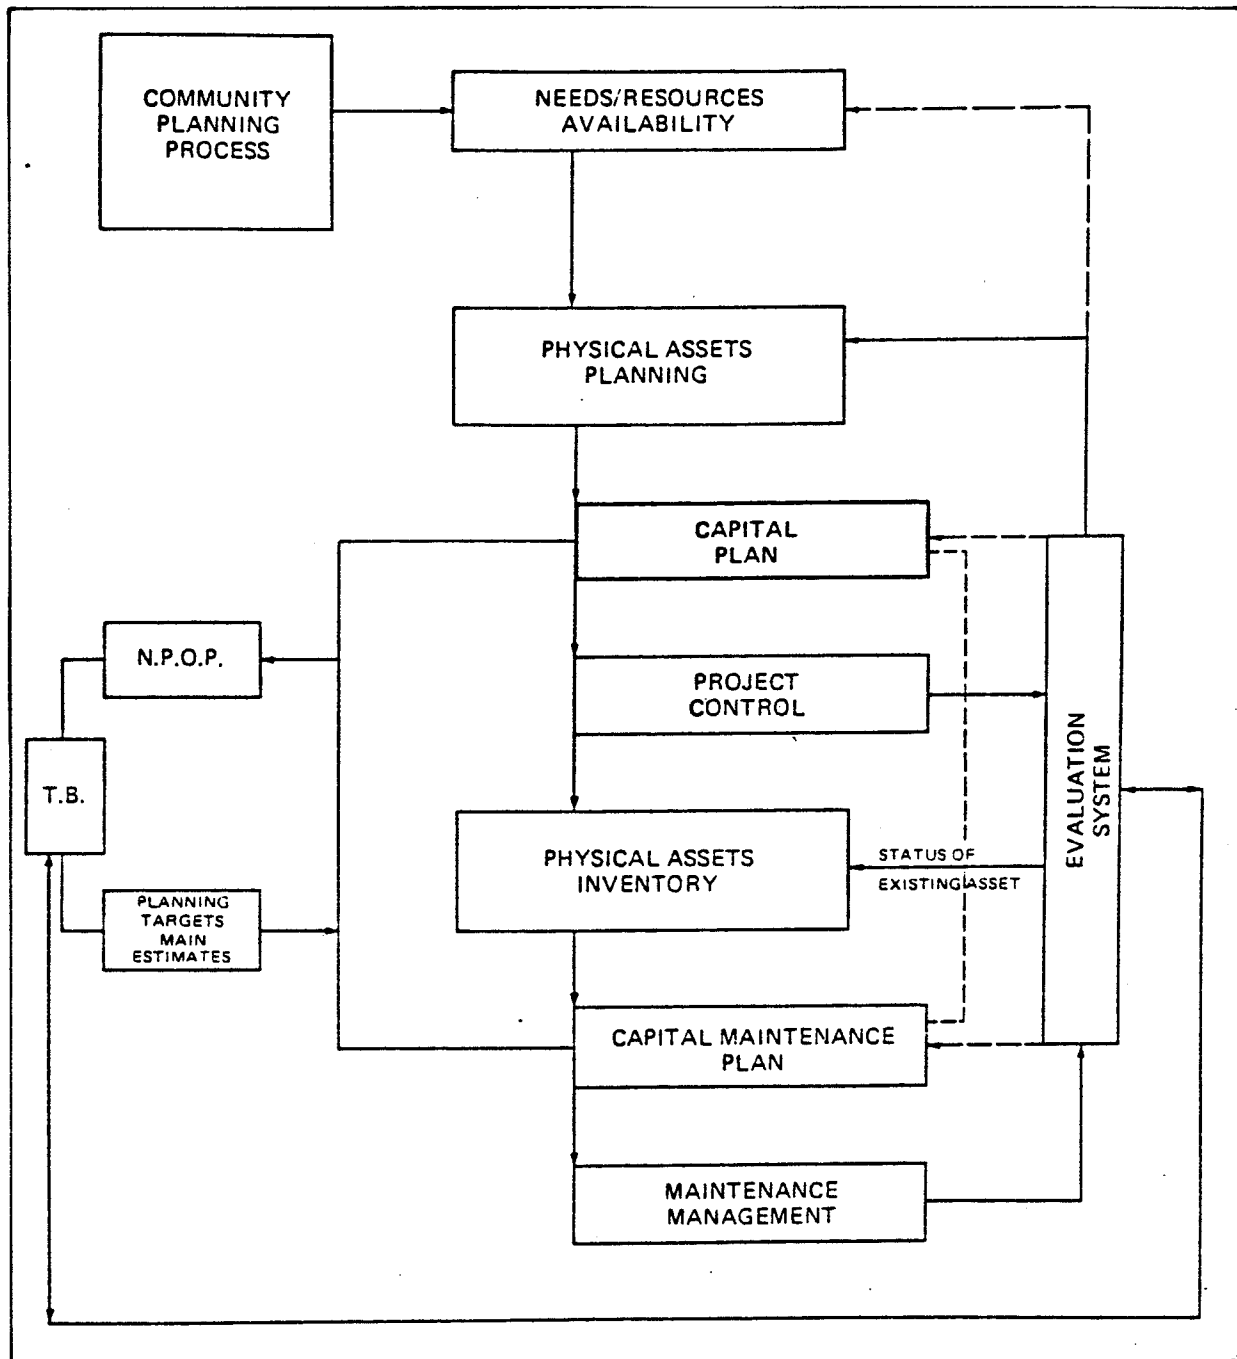 COMMUNITY
PLANNING
PROCESS
NEEDS/RESOURCES
AVAILABILITY
PHYSICAL ASSETS
PLANNING
CAPITAL
PLAN
N.P.O.P.
PROJECT
CONTROL
T.B.
EVALUATION
SYSTEM
PHYSICAL ASSETS
INVENTORY
STATUS OF
EXISTING ASSET
PLANNING
TARGETS
MAIN
ESTIMATES
CAPITAL MAINTENANCE
PLAN
MAINTENANCE
MANAGEMENT